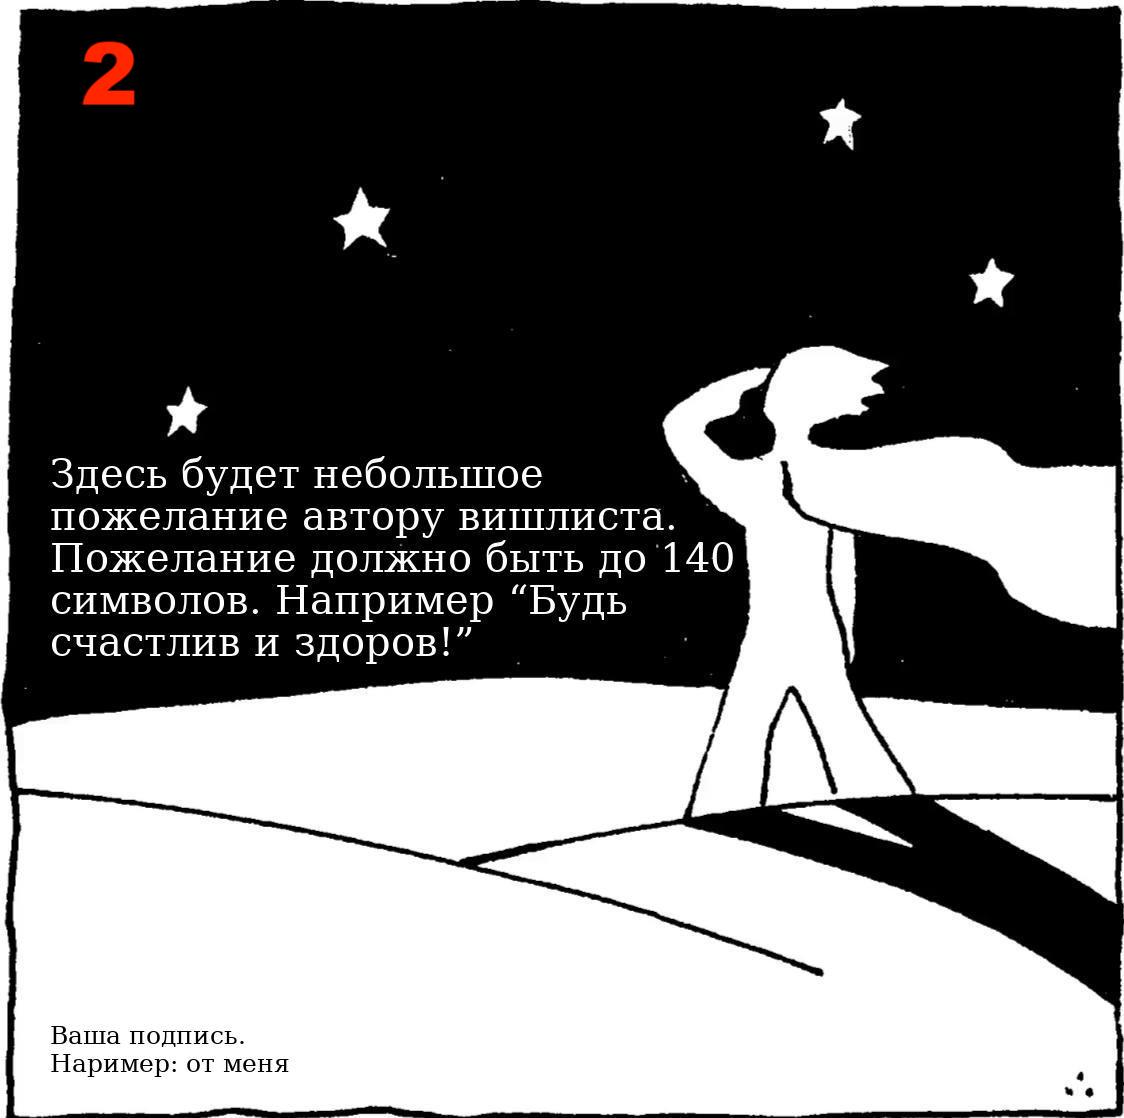 2
Здесь будет небольшое
пожелание автору вишлиста.
Пожелание должно быть до 140
символов. Например “Будь
счастлив и здоров!”
Ваша подпись.
Наример: от меня